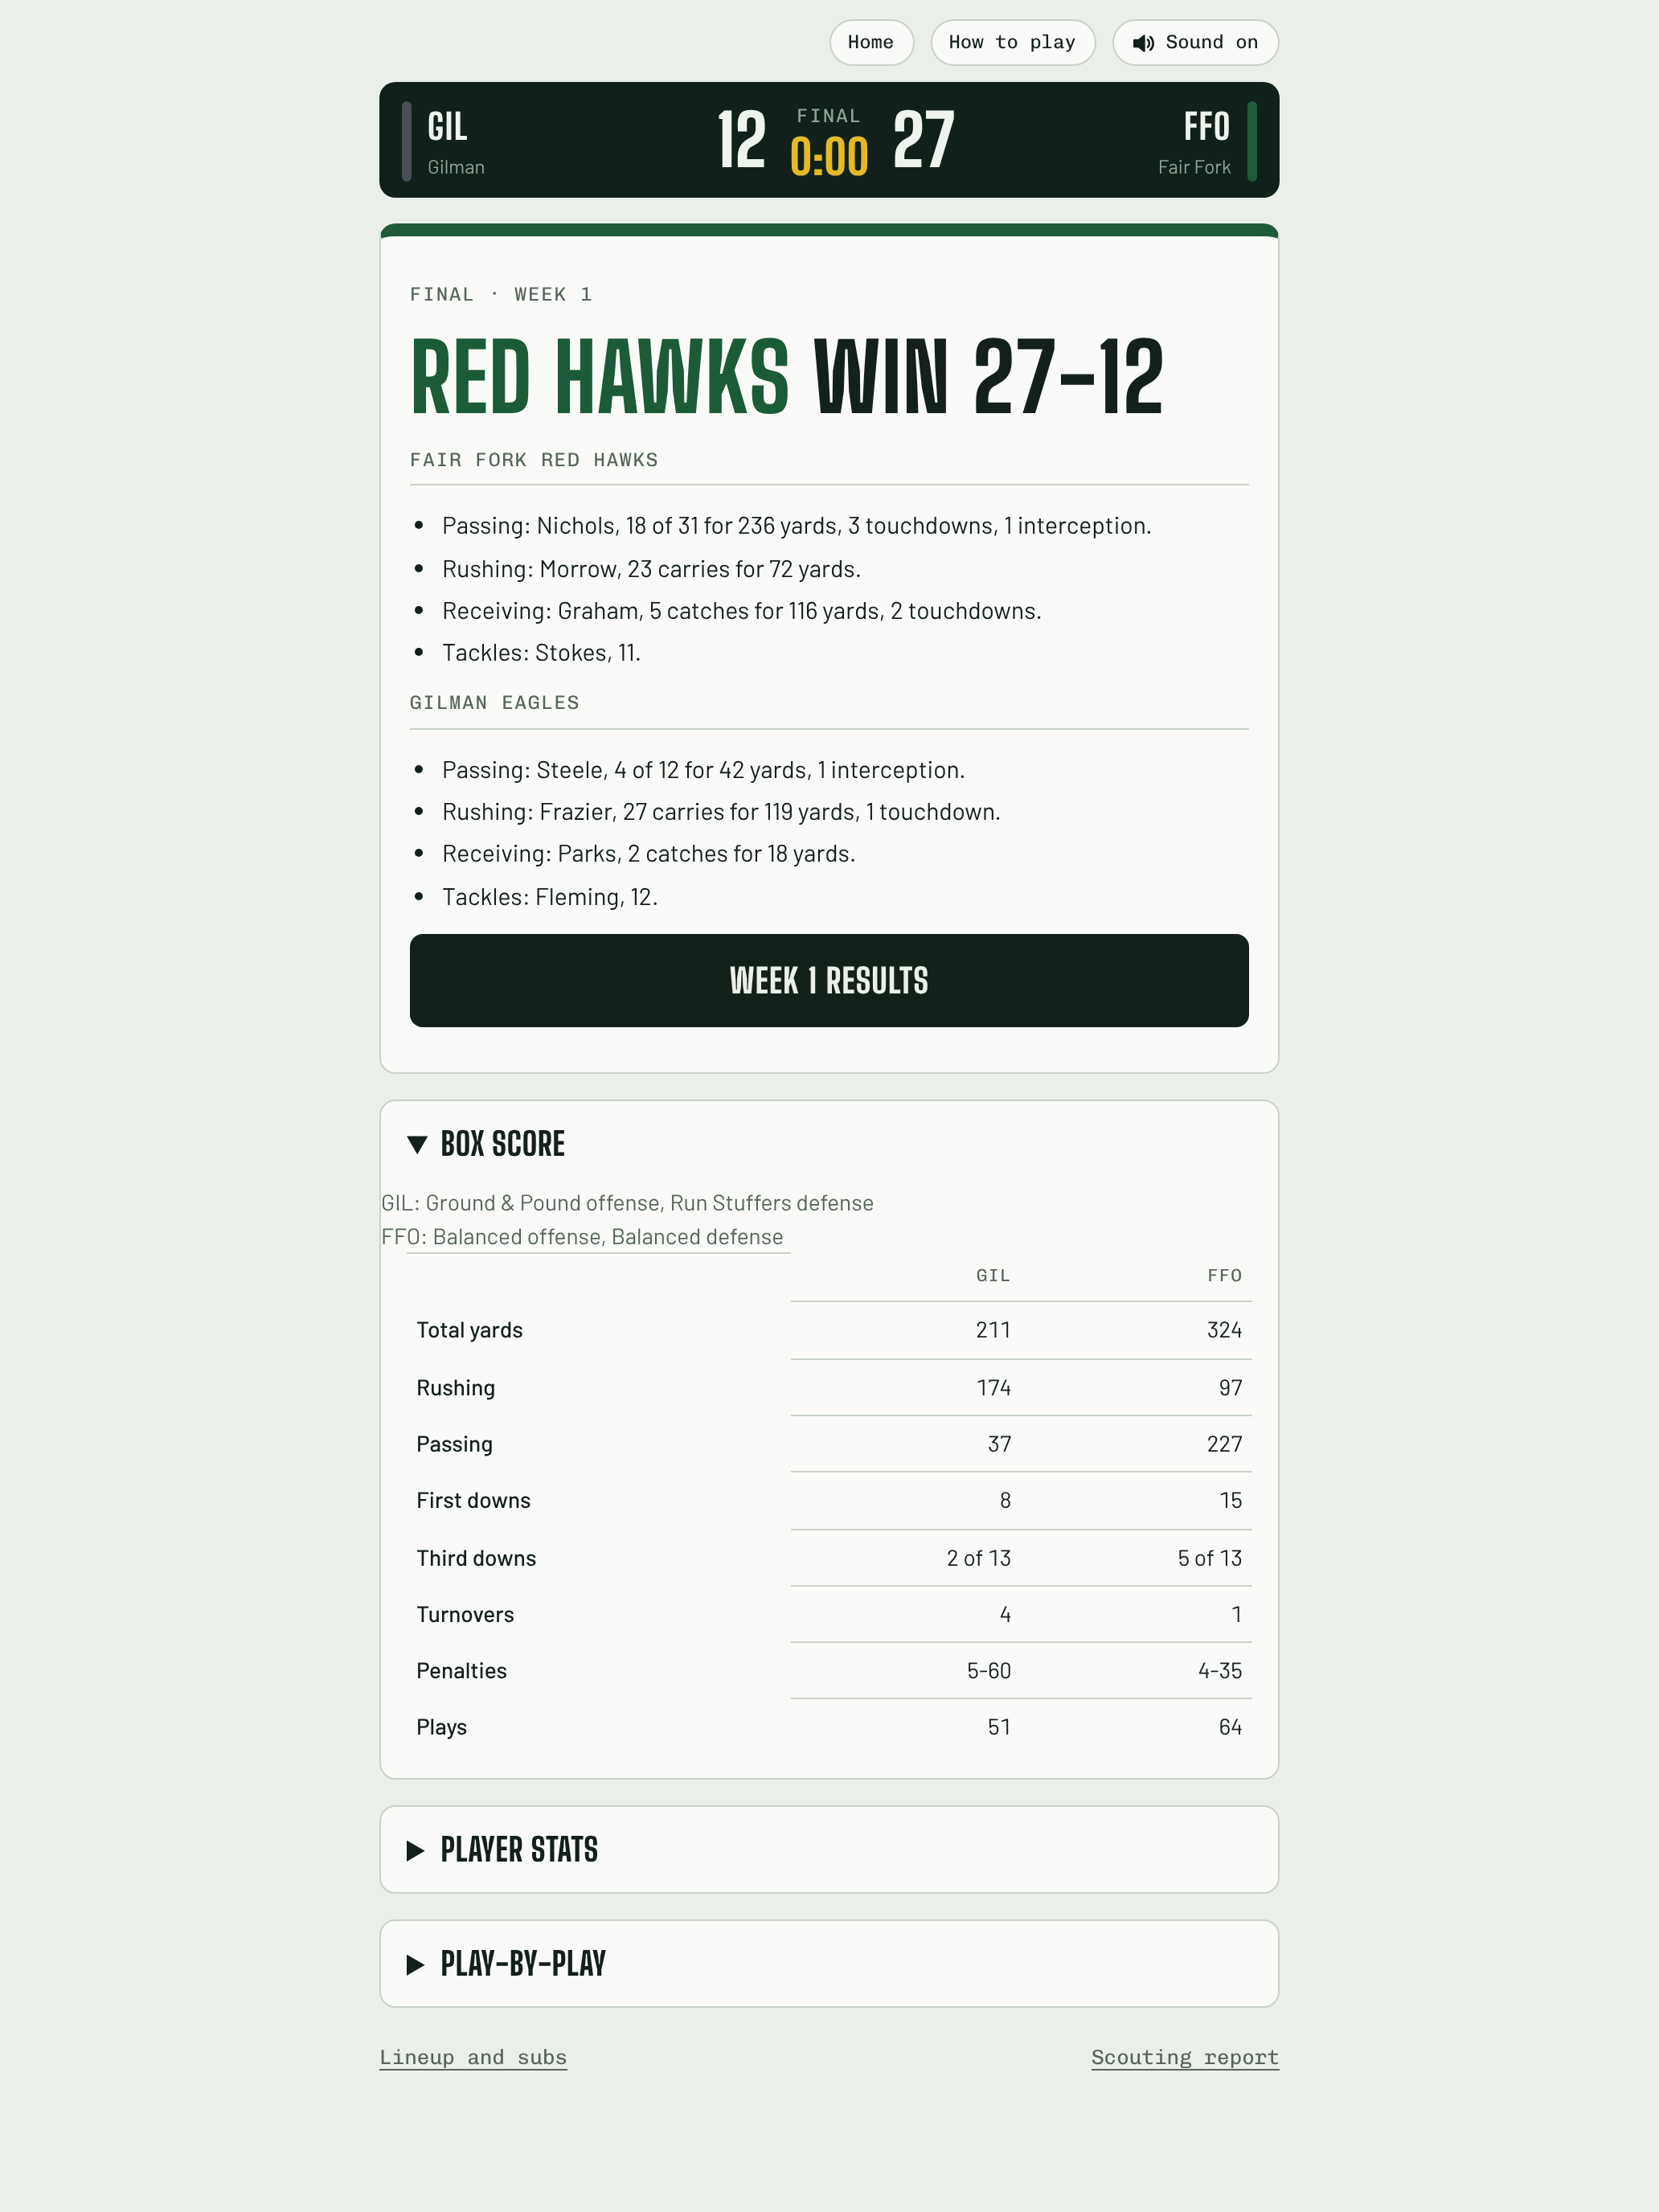 Home How to play Sound on
GIL 12 FINAL 27 FFO
Gilman 0:00 Fair Fork
FINAL · WEEK 1
RED HAWKS WIN 27–12
FAIR FORK RED HAWKS
• Passing: Nichols, 18 of 31 for 236 yards, 3 touchdowns, 1 interception.
• Rushing: Morrow, 23 carries for 72 yards.
• Receiving: Graham, 5 catches for 116 yards, 2 touchdowns.
• Tackles: Stokes, 11.
GILMAN EAGLES
• Passing: Steele, 4 of 12 for 42 yards, 1 interception.
• Rushing: Frazier, 27 carries for 119 yards, 1 touchdown.
• Receiving: Parks, 2 catches for 18 yards.
• Tackles: Fleming, 12.
WEEK 1 RESULTS
BOX SCORE
GIL: Ground & Pound offense, Run Stuffers defense
FFO: Balanced offense, Balanced defense
GIL FFO
Total yards 211 324
Rushing 174 97
Passing 37 227
First downs 8 15
Third downs 2 of 13 5 of 13
Turnovers 4 1
Penalties 5-60 4-35
Plays 51 64
PLAYER STATS
PLAY-BY-PLAY
Lineup and subs Scouting report